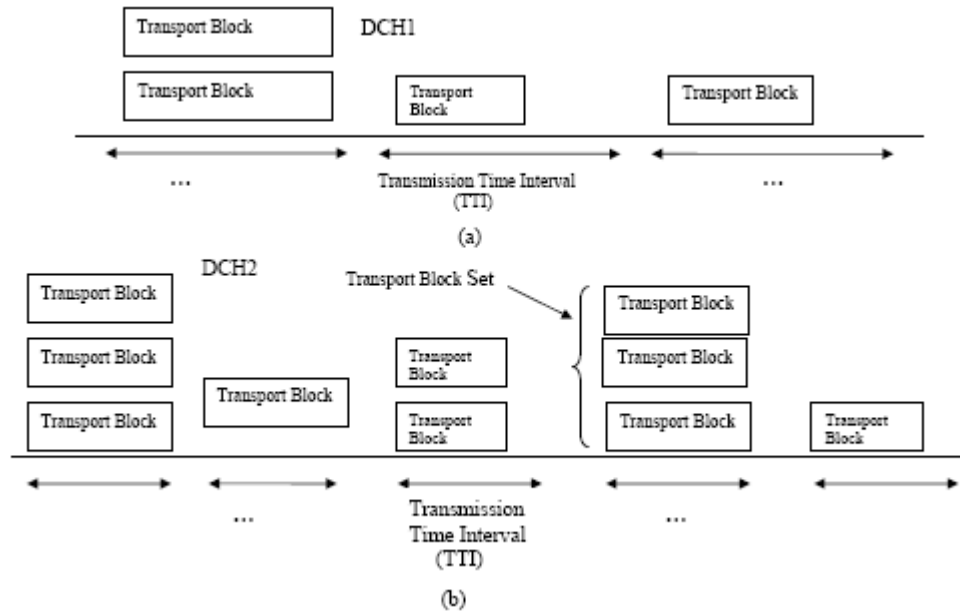 Transport Block
DCH1
Transport Block
Transport
Block
Transport Block
...
Transmission Time Interval
(TTI)
...
(a)
DCH2
Transport Block Set
Transport Block
Transport Block
Transport Block
Transport
Block
Transport Block
Transport Block
Transport Block
Transport
Block
Transport Block
Transport
Block
...
Transmission
Time Interval
(TTI)
...
(b)